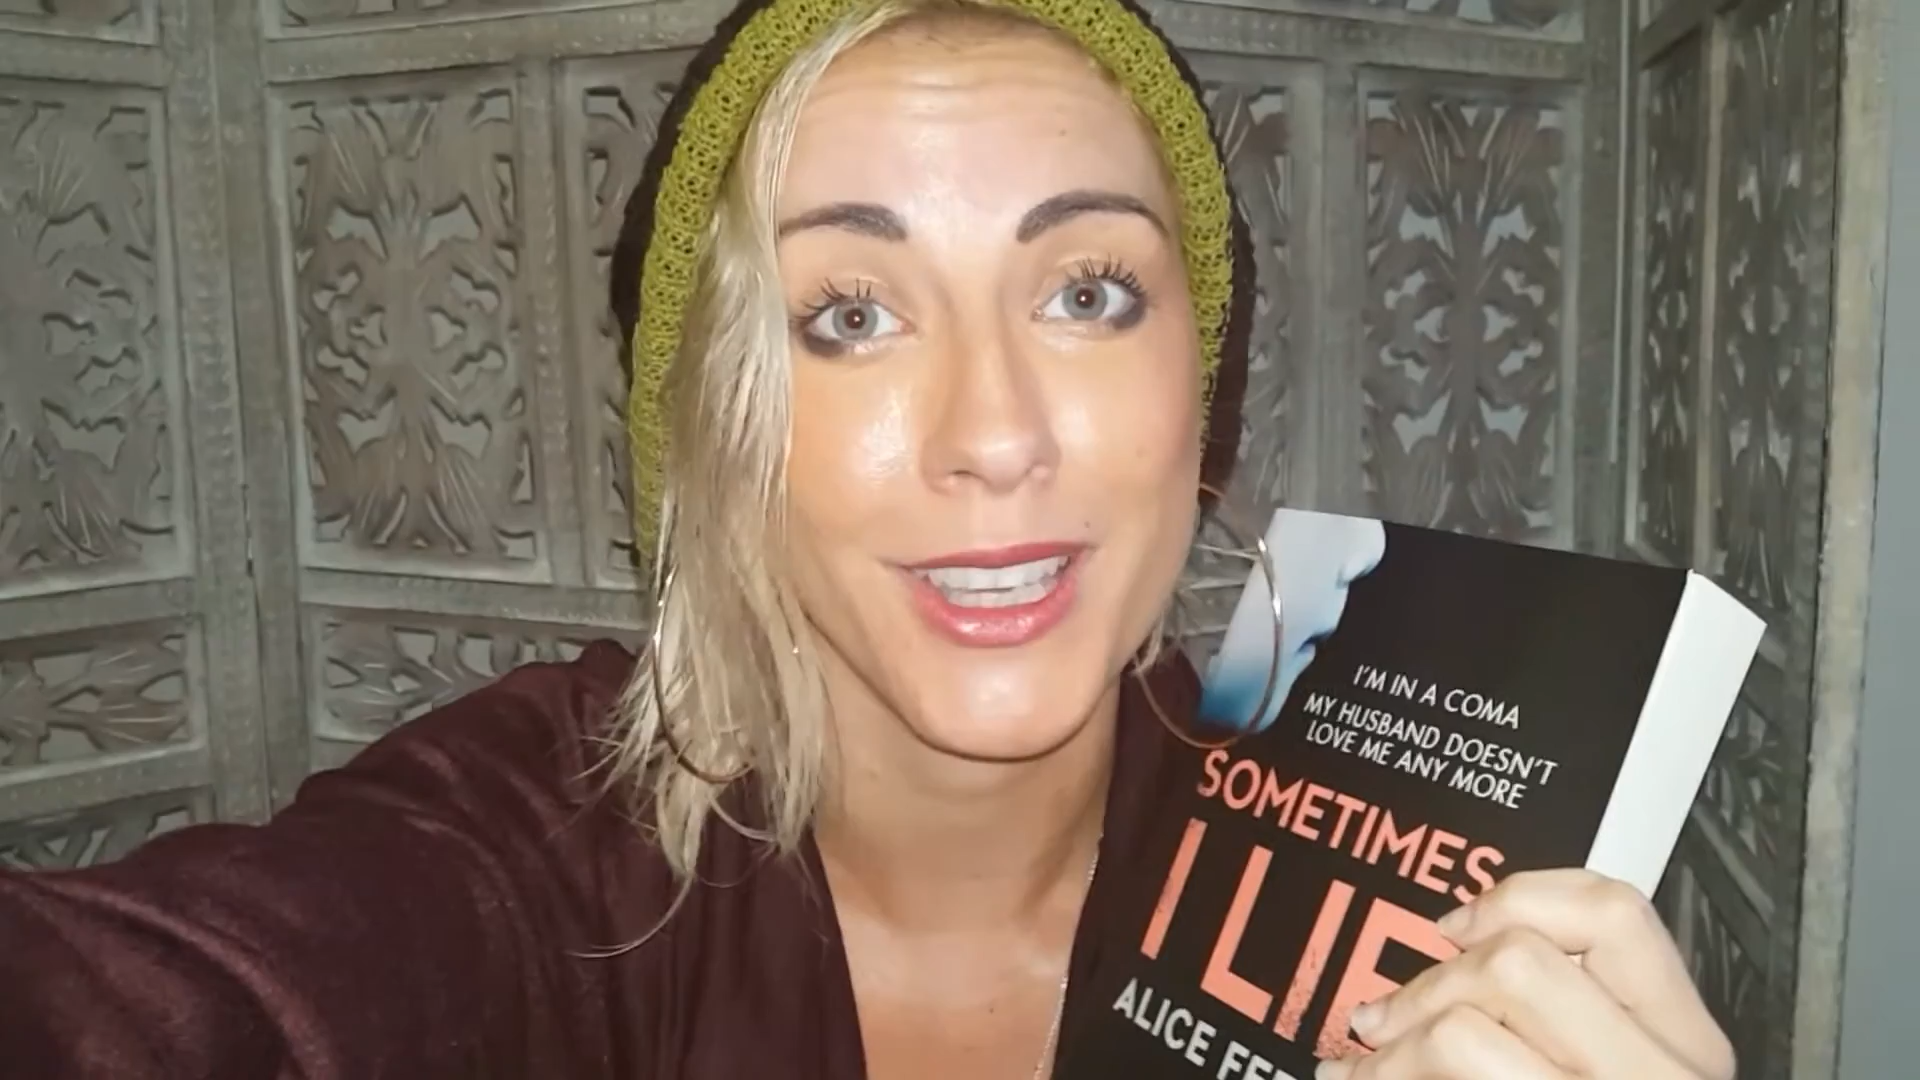 I'M IN A COMA
MY HUSBAND DOESN'T
LOVE ME ANY MORE
SOMETIMES
I LIE
ALICE